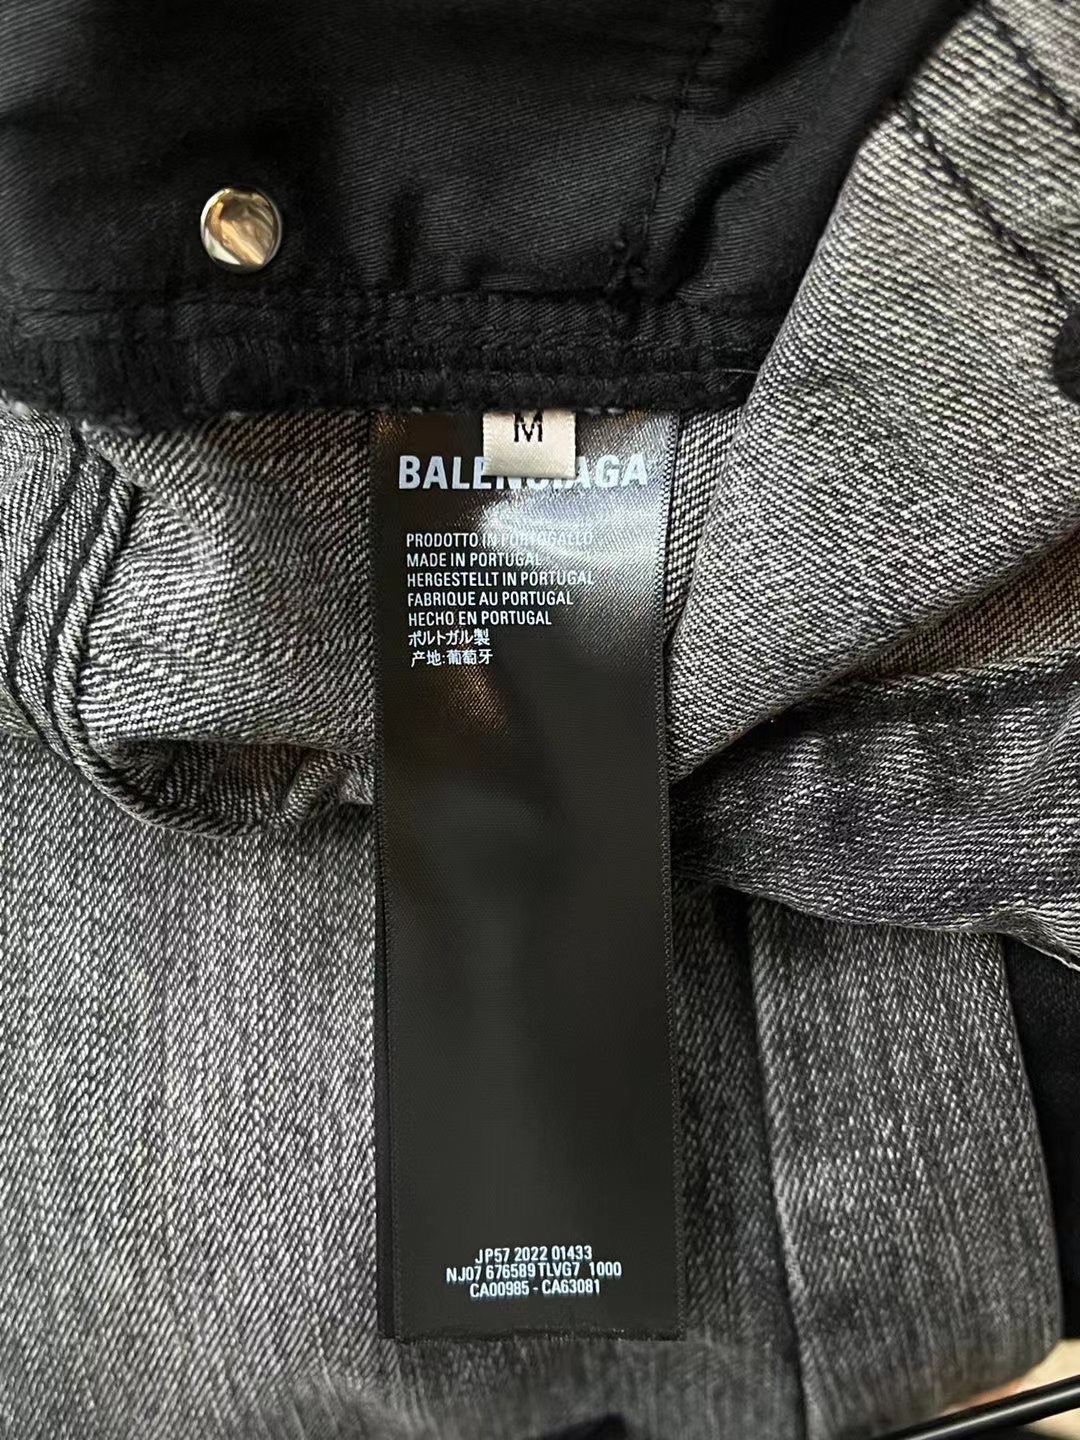 M
BALENCIAGA
PRODOTTO IN PORTOGALLO
MADE IN PORTUGAL
HERGESTELLT IN PORTUGAL
FABRIQUE AU PORTUGAL
HECHO EN PORTUGAL
ポルトガル製
产地:葡萄牙
JP57 2022 01433
NJ07 676589 TLVG7 1000
CA00985 - CA63081